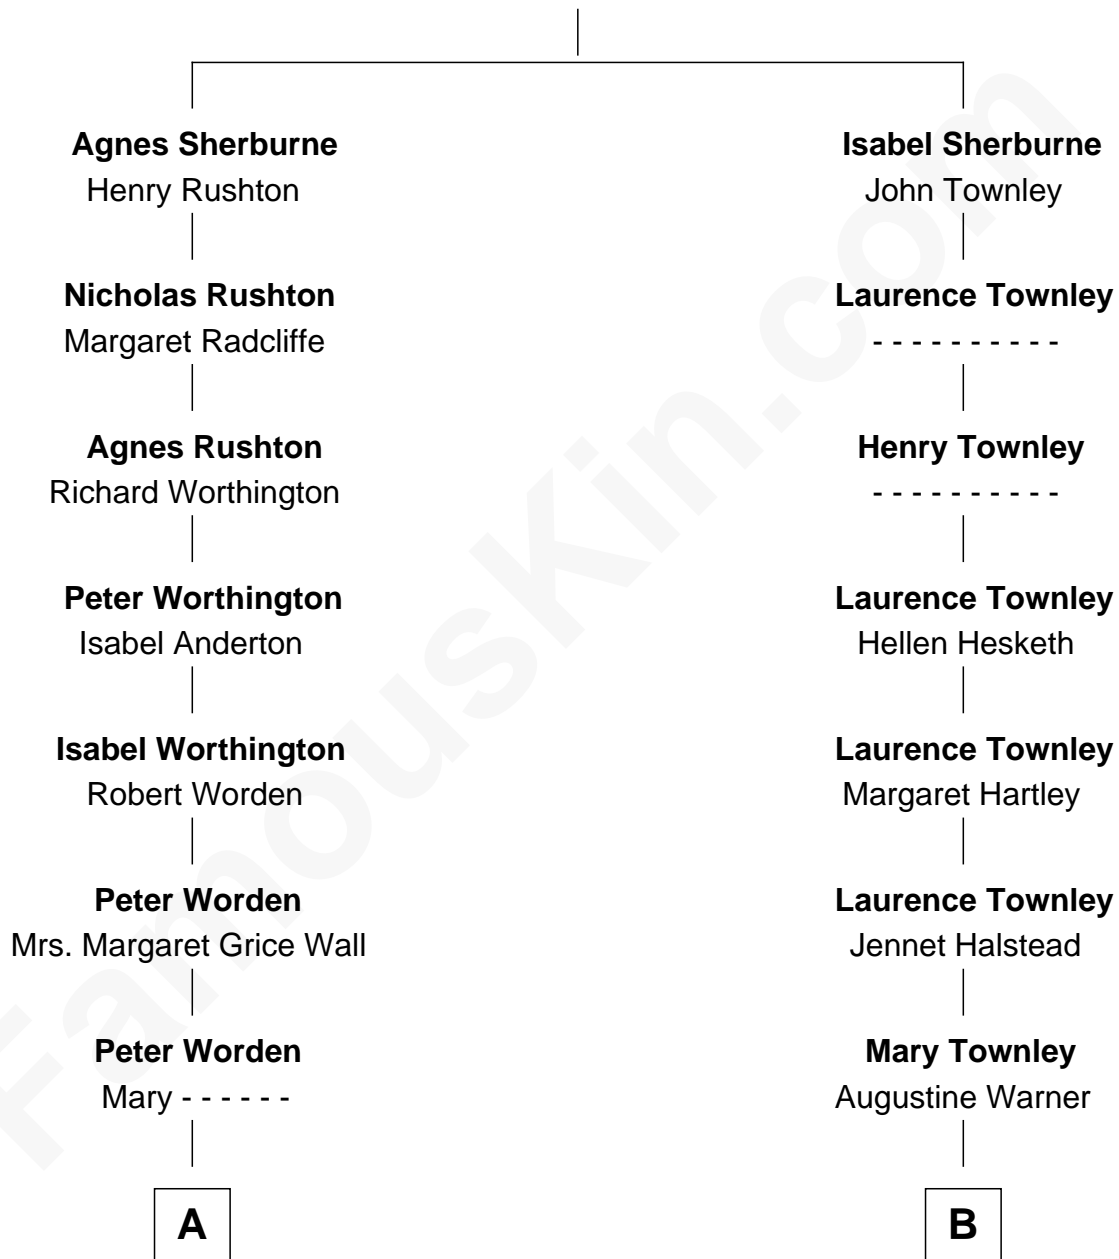 Agnes Sherburne
Henry Rushton
Nicholas Rushton
Margaret Radcliffe
Agnes Rushton
Richard Worthington
Peter Worthington
Isabel Anderton
Isabel Worthington
Robert Worden
Peter Worden
Mrs. Margaret Grice Wall
Peter Worden
Mary - - - - - -
A
Isabel Sherburne
John Townley
Laurence Townley
- - - - - - - - - -
Henry Townley
- - - - - - - - - -
Laurence Townley
Hellen Hesketh
Laurence Townley
Margaret Hartley
Laurence Townley
Jennet Halstead
Mary Townley
Augustine Warner
B
FamousKin.com